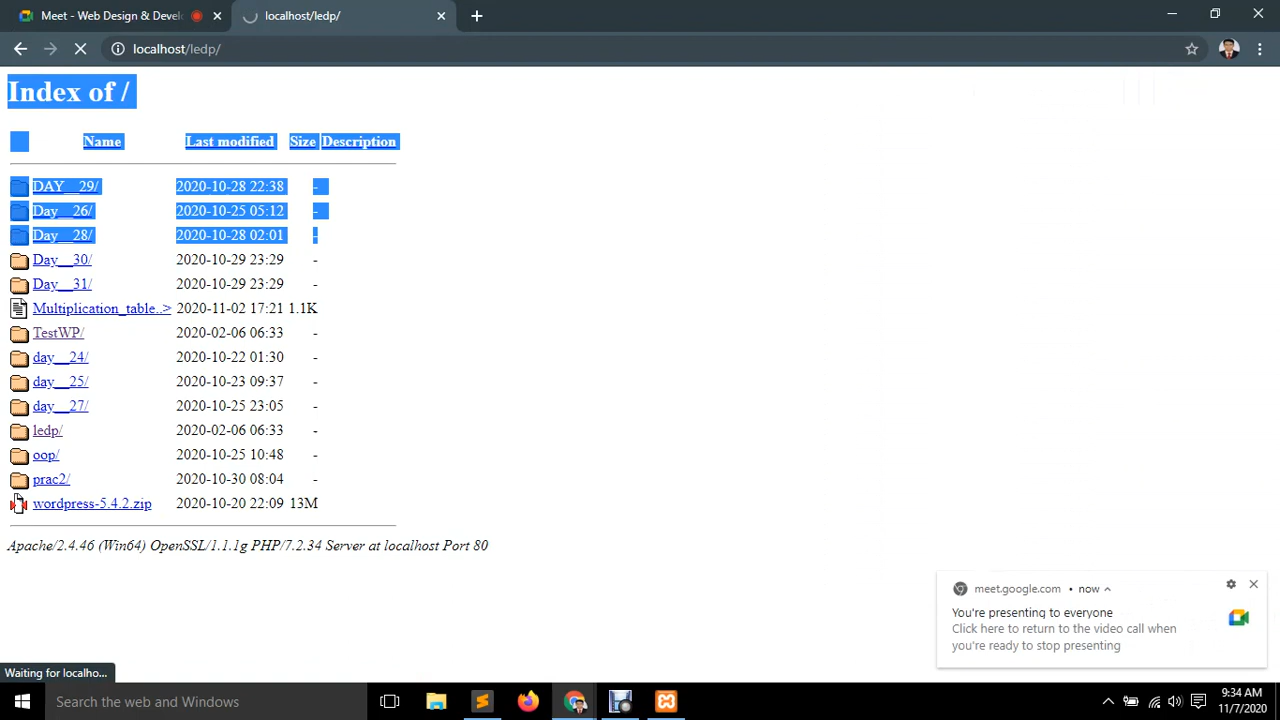 Meet - Web Design & Devel
localhost/ledp/
localhost/ledp/
Index of /
Name Last modified Size Description
DAY__29/ 2020-10-28 22:38 -
Day__26/ 2020-10-25 05:12 -
Day__28/ 2020-10-28 02:01 -
Day__30/ 2020-10-29 23:29 -
Day__31/ 2020-10-29 23:29 -
Multiplication_table..> 2020-11-02 17:21 1.1K
TestWP/ 2020-02-06 06:33 -
day__24/ 2020-10-22 01:30 -
day__25/ 2020-10-23 09:37 -
day__27/ 2020-10-25 23:05 -
ledp/ 2020-02-06 06:33 -
oop/ 2020-10-25 10:48 -
prac2/ 2020-10-30 08:04 -
wordpress-5.4.2.zip 2020-10-20 22:09 13M
Apache/2.4.46 (Win64) OpenSSL/1.1.1g PHP/7.2.34 Server at localhost Port 80
meet.google.com • now
You're presenting to everyone
Click here to return to the video call when
you're ready to stop presenting
Waiting for localho...
Search the web and Windows
9:34 AM
11/7/2020